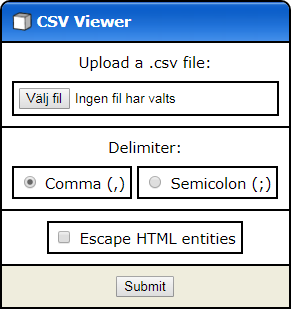 CSV Viewer
Upload a .csv file:
Välj fil Ingen fil har valts
Delimiter:
Comma (,) Semicolon (;)
Escape HTML entities
Submit